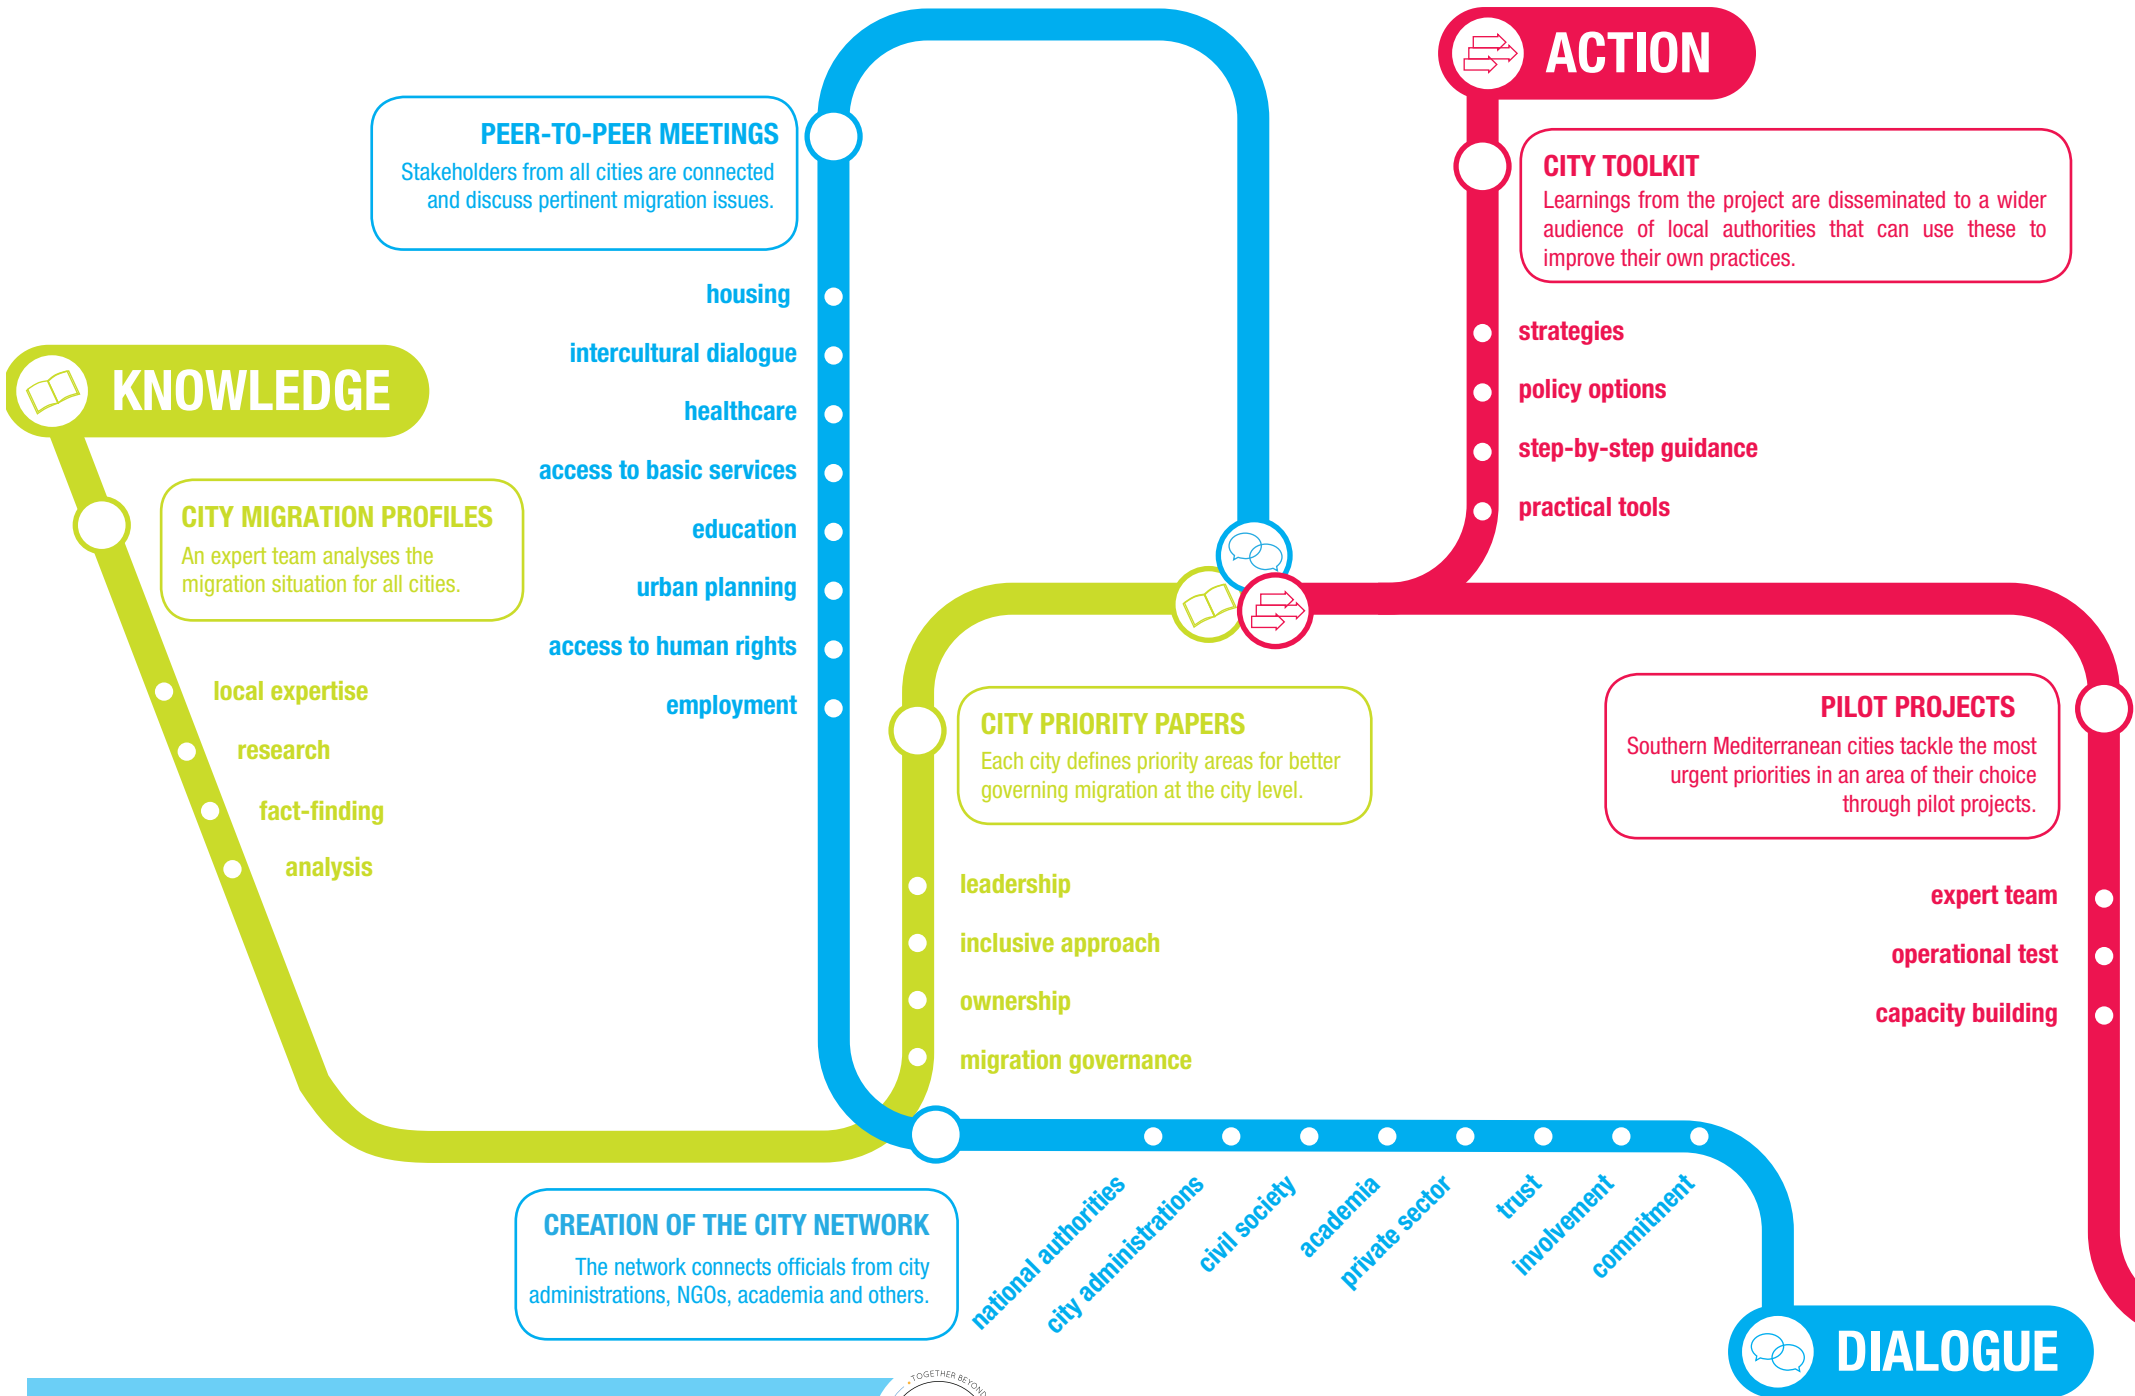 ACTION
PEER-TO-PEER MEETINGS
Stakeholders from all cities are connected
and discuss pertinent migration issues.
CITY TOOLKIT
Learnings from the project are disseminated to a wider
audience of local authorities that can use these to
improve their own practices.
housing
intercultural dialogue
healthcare
access to basic services
education
urban planning
access to human rights
employment
strategies
policy options
step-by-step guidance
practical tools
KNOWLEDGE
CITY MIGRATION PROFILES
An expert team analyses the
migration situation for all cities.
local expertise
research
fact-finding
analysis
CITY PRIORITY PAPERS
Each city defines priority areas for better
governing migration at the city level.
leadership
inclusive approach
ownership
migration governance
PILOT PROJECTS
Southern Mediterranean cities tackle the most
urgent priorities in an area of their choice
through pilot projects.
expert team
operational test
capacity building
CREATION OF THE CITY NETWORK
The network connects officials from city
administrations, NGOs, academia and others.
national authorities
city administrations
civil society
academia
private sector
trust
involvement
commitment
DIALOGUE
TOGETHER BEYOND